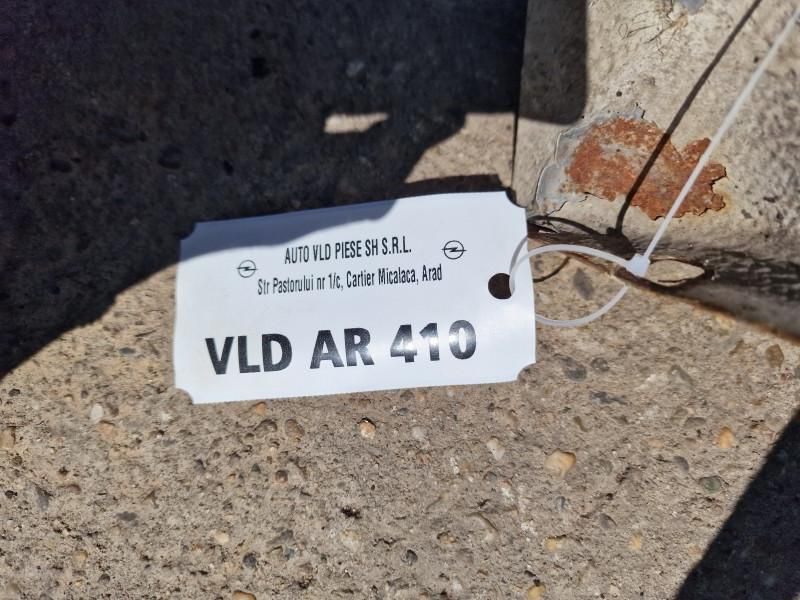 AUTO VLD PIESE SH S.R.L.
Str Pastorului nr 1/c, Cartier Micalaca, Arad
VLD AR 410